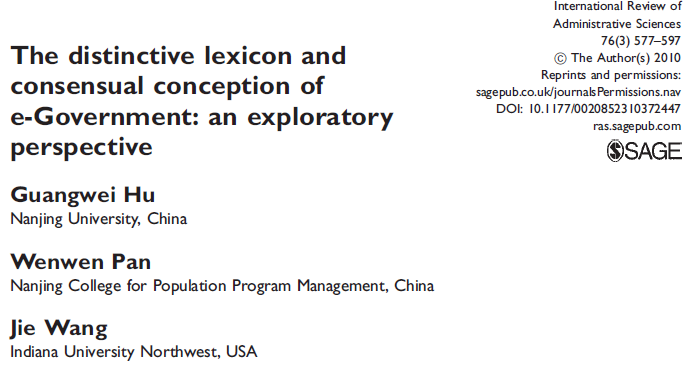 International Review of
Administrative Sciences
76(3) 577–597
© The Author(s) 2010
Reprints and permissions:
sagepub.co.uk/journalsPermissions.nav
DOI: 10.1177/0020852310372447
ras.sagepub.com
SSAGE
The distinctive lexicon and
consensual conception of
e-Government: an exploratory
perspective
Guangwei Hu
Nanjing University, China
Wenwen Pan
Nanjing College for Population Program Management, China
Jie Wang
Indiana University Northwest, USA